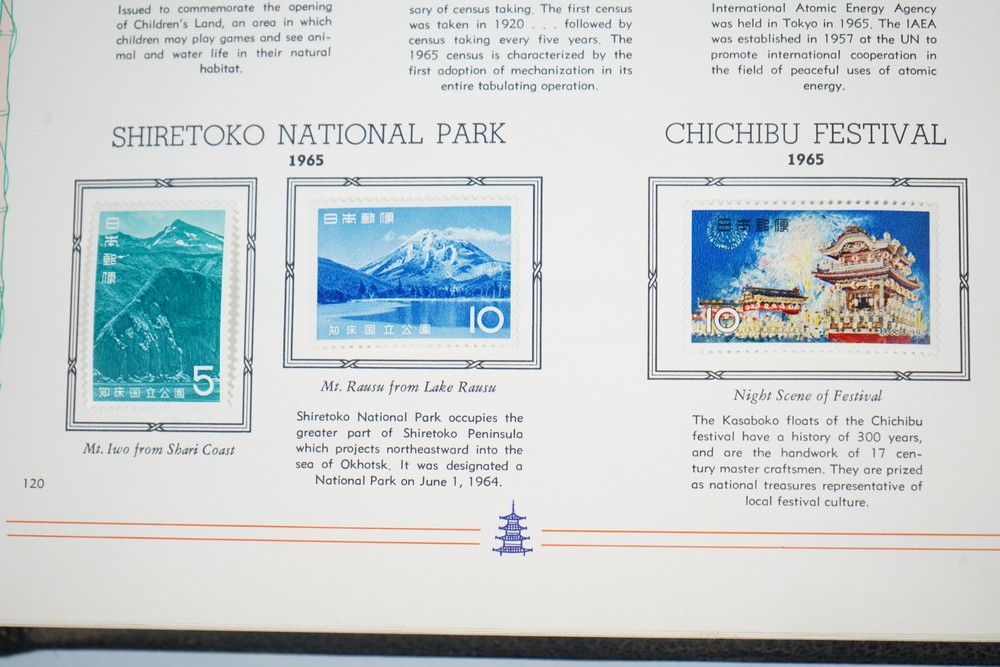 Issued to commemorate the opening
of Children's Land, an area in which
children may play games and see ani-
mal and water life in their natural
habitat.
sary of census taking. The first census
was taken in 1920 . . . followed by
census taking every five years. The
1965 census is characterized by the
first adoption of mechanization in its
entire tabulating operation.
International Atomic Energy Agency
was held in Tokyo in 1965. The IAEA
was established in 1957 at the UN to
promote international cooperation in
the field of peaceful uses of atomic
energy.
SHIRETOKO NATIONAL PARK
1965
日本郵便
5
知床国立公園
Mt. Iwo from Shari Coast
日本郵便
知床国立公園
10
Mt. Rausu from Lake Rausu
Shiretoko National Park occupies the
greater part of Shiretoko Peninsula
which projects northeastward into the
sea of Okhotsk. It was designated a
National Park on June 1, 1964.
CHICHIBU FESTIVAL
1965
日本郵便
10
Night Scene of Festival
The Kasaboko floats of the Chichibu
festival have a history of 300 years,
and are the handwork of 17 cen-
tury master craftsmen. They are prized
as national treasures representative of
local festival culture.
120